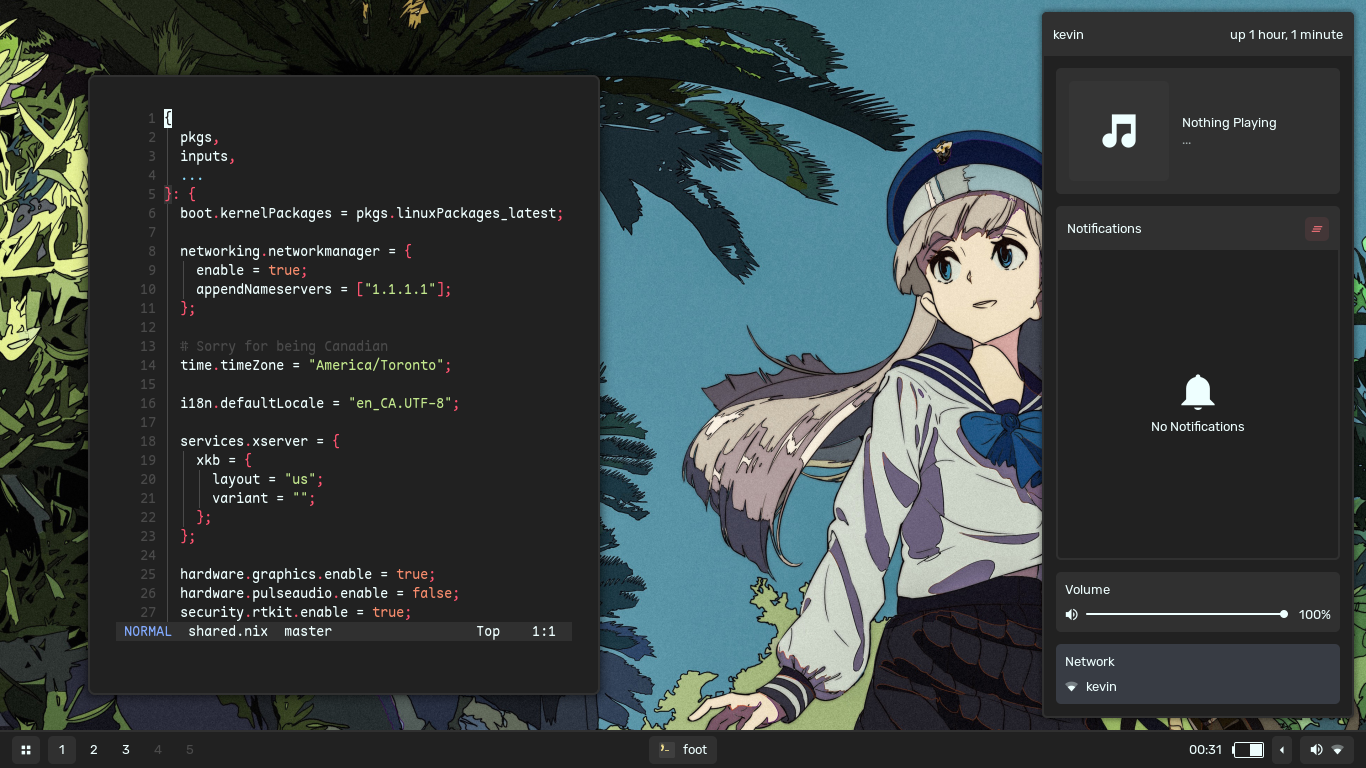 1 {
2 pkgs,
3 inputs,
4 ...
5 }: {
6 boot.kernelPackages = pkgs.linuxPackages_latest;
7
8 networking.networkmanager = {
9 enable = true;
10 appendNameservers = ["1.1.1.1"];
11 };
12
13 # Sorry for being Canadian
14 time.timeZone = "America/Toronto";
15
16 i18n.defaultLocale = "en_CA.UTF-8";
17
18 services.xserver = {
19 xkb = {
20 layout = "us";
21 variant = "";
22 };
23 };
24
25 hardware.graphics.enable = true;
26 hardware.pulseaudio.enable = false;
27 security.rtkit.enable = true;
NORMAL shared.nix master Top 1:1
kevin up 1 hour, 1 minute
Nothing Playing
...
Notifications
No Notifications
Volume
100%
Network
kevin
1 2 3 4 5 foot 00:31